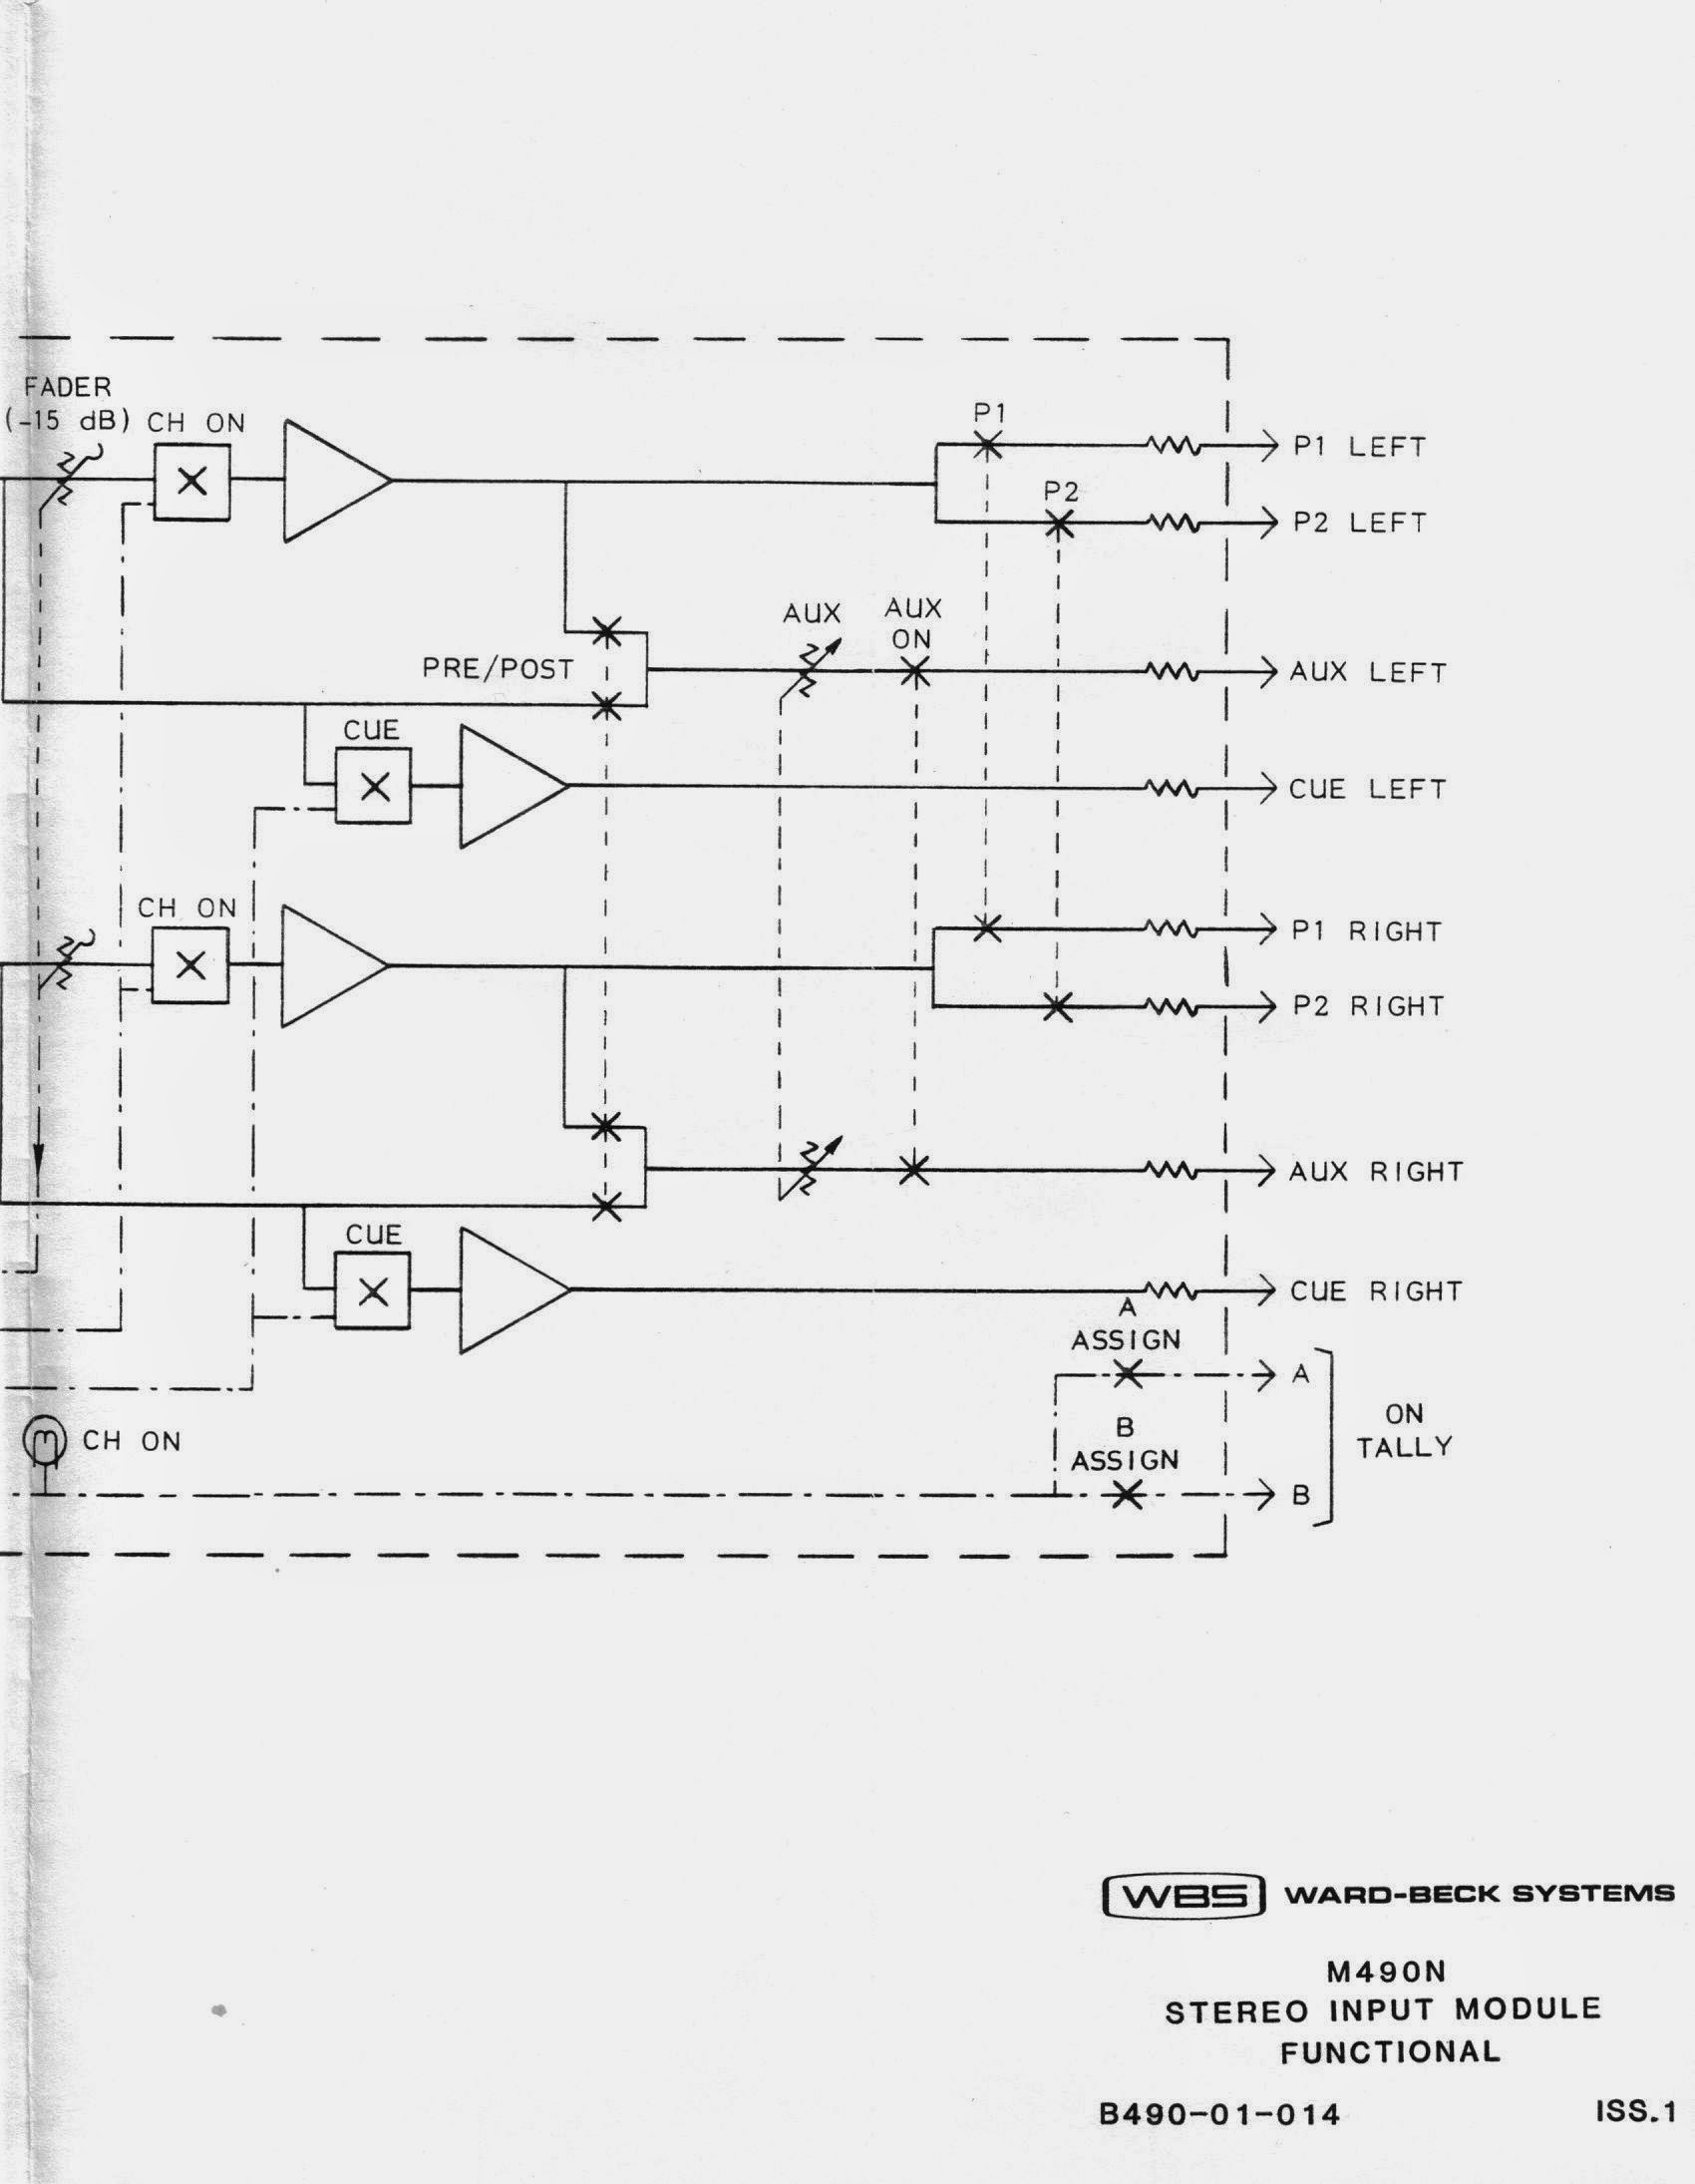 FADER
(-15 dB) CH ON
P1
P1 LEFT
P2
P2 LEFT
AUX
AUX
ON
PRE/POST
AUX LEFT
CUE
CUE LEFT
CH ON
P1 RIGHT
P2 RIGHT
AUX RIGHT
CUE
CUE RIGHT
A
ASSIGN
A
B
ASSIGN
ON
TALLY
CH ON
B
WBS WARD-BECK SYSTEMS
M490N
STEREO INPUT MODULE
FUNCTIONAL
B490-01-014 ISS.1